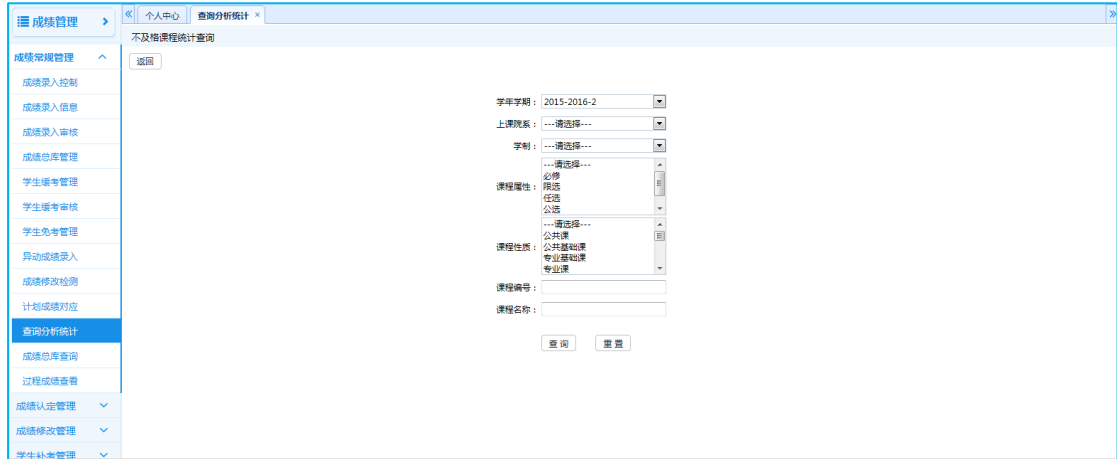 成绩管理
个人中心 查询分析统计 ×
不及格课程统计查询
返回
成绩常规管理
成绩录入控制
成绩录入信息
成绩录入审核
成绩总库管理
学生缓考管理
学生缓考审核
学生免考管理
异动成绩录入
成绩修改检测
计划成绩对应
查询分析统计
成绩总库查询
过程成绩查看
成绩认定管理
成绩修改管理
学生补考管理
学年学期： 2015-2016-2
上课院系： ---请选择---
学制： ---请选择---
课程属性：
---请选择---
必修
限选
任选
公选
课程性质：
---请选择---
公共课
公共基础课
专业基础课
专业课
课程编号：
课程名称：
查 询 重 置